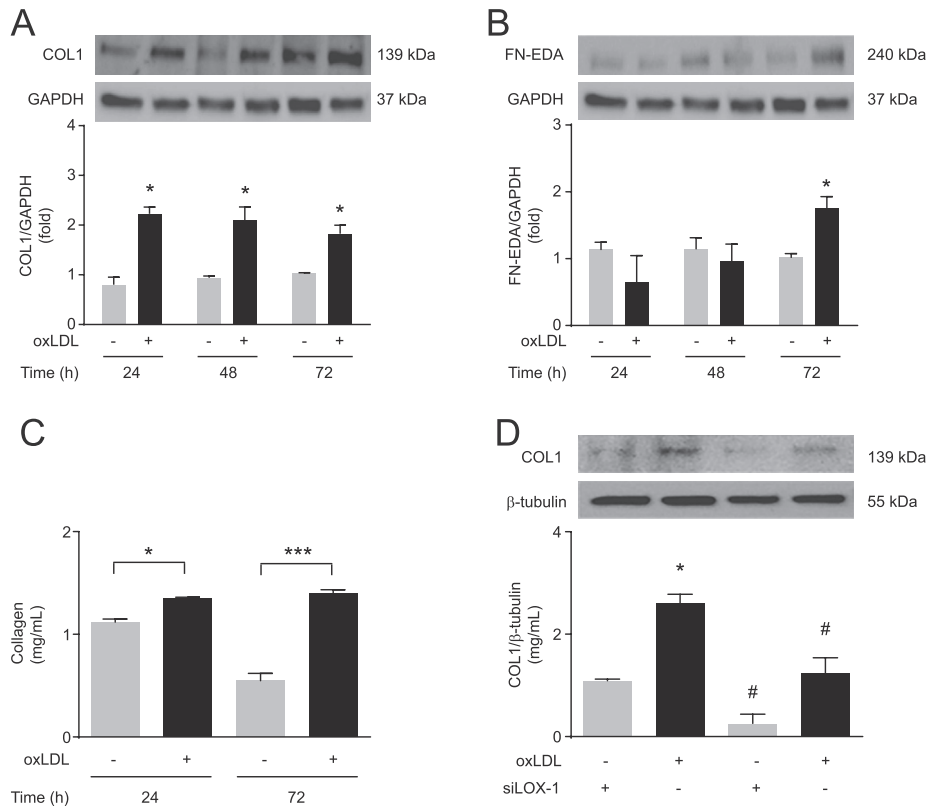 A
COL1 139 kDa
GAPDH 37 kDa
4
3
2
1
0
COL1/GAPDH
(fold)
* * *
oxLDL - + - + - +
Time (h) 24 48 72
B
FN-EDA 240 kDa
GAPDH 37 kDa
3
2
1
0
FN-EDA/GAPDH
(fold)
*
oxLDL - + - + - +
Time (h) 24 48 72
C
2
1
0
Collagen
(mg/mL)
* ***
oxLDL - + - +
Time (h) 24 72
D
COL1 139 kDa
β-tubulin 55 kDa
4
2
0
COL1/β-tubulin
(mg/mL)
* # #
oxLDL - + - +
siLOX-1 + - + -